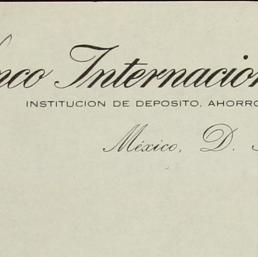 nco Internacion
INSTITUCION DE DEPOSITO, AHORRO
México, D.